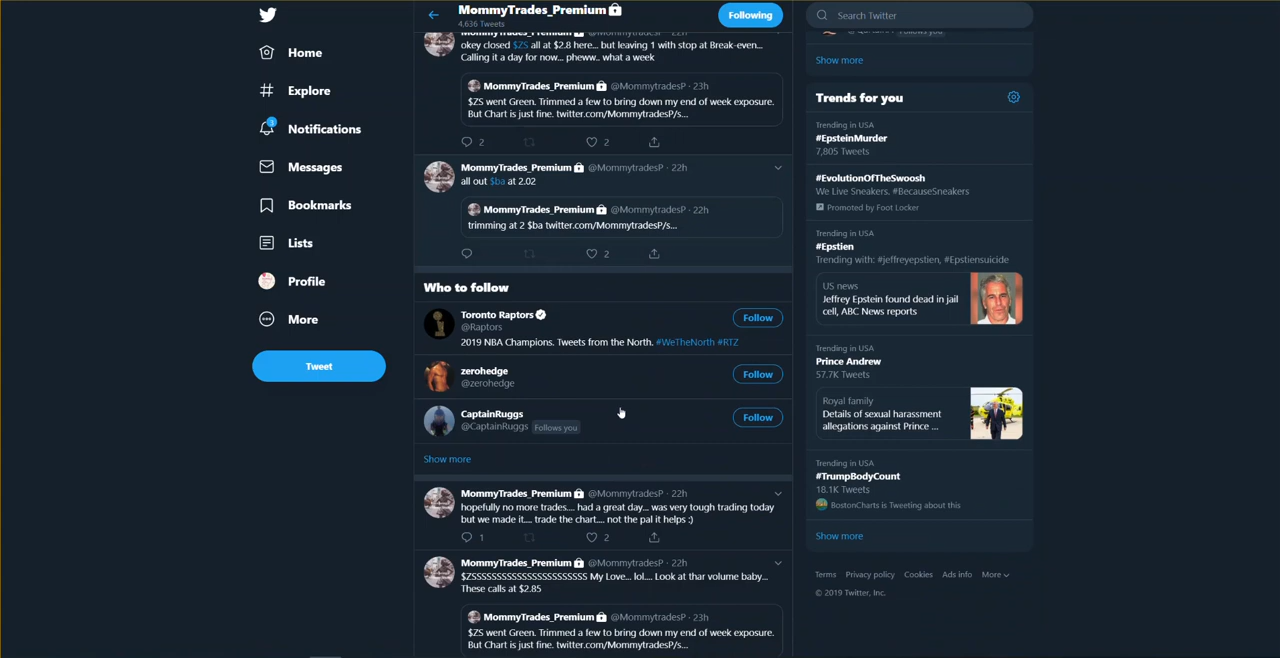 Home
Explore
3
Notifications
Messages
Bookmarks
Lists
Profile
More
Tweet
MommyTrades_Premium
4,636 Tweets
Following
MommyTrades_Premium
okey closed $ZS all at $2.8 here... but leaving 1 with stop at Break-even...
Calling it a day for now... pheww.. what a week
MommyTrades_Premium @MommytradesP · 23h
$ZS went Green. Trimmed a few to bring down my end of week exposure.
But Chart is just fine. twitter.com/MommytradesP/s...
2 2
MommyTrades_Premium @MommytradesP · 22h
all out $ba at 2.02
MommyTrades_Premium @MommytradesP · 22h
trimming at 2 $ba twitter.com/MommytradesP/s...
2
Who to follow
Toronto Raptors
@Raptors
Follow
2019 NBA Champions. Tweets from the North. #WeTheNorth #RTZ
zerohedge
@zerohedge
Follow
CaptainRuggs
@CaptainRuggs Follows you
Follow
Show more
MommyTrades_Premium @MommytradesP · 22h
hopefully no more trades.... had a great day... was very tough trading today
but we made it.... trade the chart.... not the pal it helps :)
1 2
MommyTrades_Premium @MommytradesP · 22h
$ZSSSSSSSSSSSSSSSSSSSSSSS My Love... lol.... Look at thar volume baby...
These calls at $2.85
MommyTrades_Premium @MommytradesP · 23h
$ZS went Green. Trimmed a few to bring down my end of week exposure.
But Chart is just fine. twitter.com/MommytradesP/s...
Search Twitter
Follows you
Show more
Trends for you
Trending in USA
#EpsteinMurder
7,805 Tweets
#EvolutionOfTheSwoosh
We Live Sneakers. #BecauseSneakers
Promoted by Foot Locker
Trending in USA
#Epstien
Trending with: #jeffreyepstien, #Epstiensuicide
US news
Jeffrey Epstein found dead in jail
cell, ABC News reports
Trending in USA
Prince Andrew
57.7K Tweets
Royal family
Details of sexual harassment
allegations against Prince ...
Trending in USA
#TrumpBodyCount
18.1K Tweets
BostonCharts is Tweeting about this
Show more
Terms Privacy policy Cookies Ads info More
© 2019 Twitter, Inc.